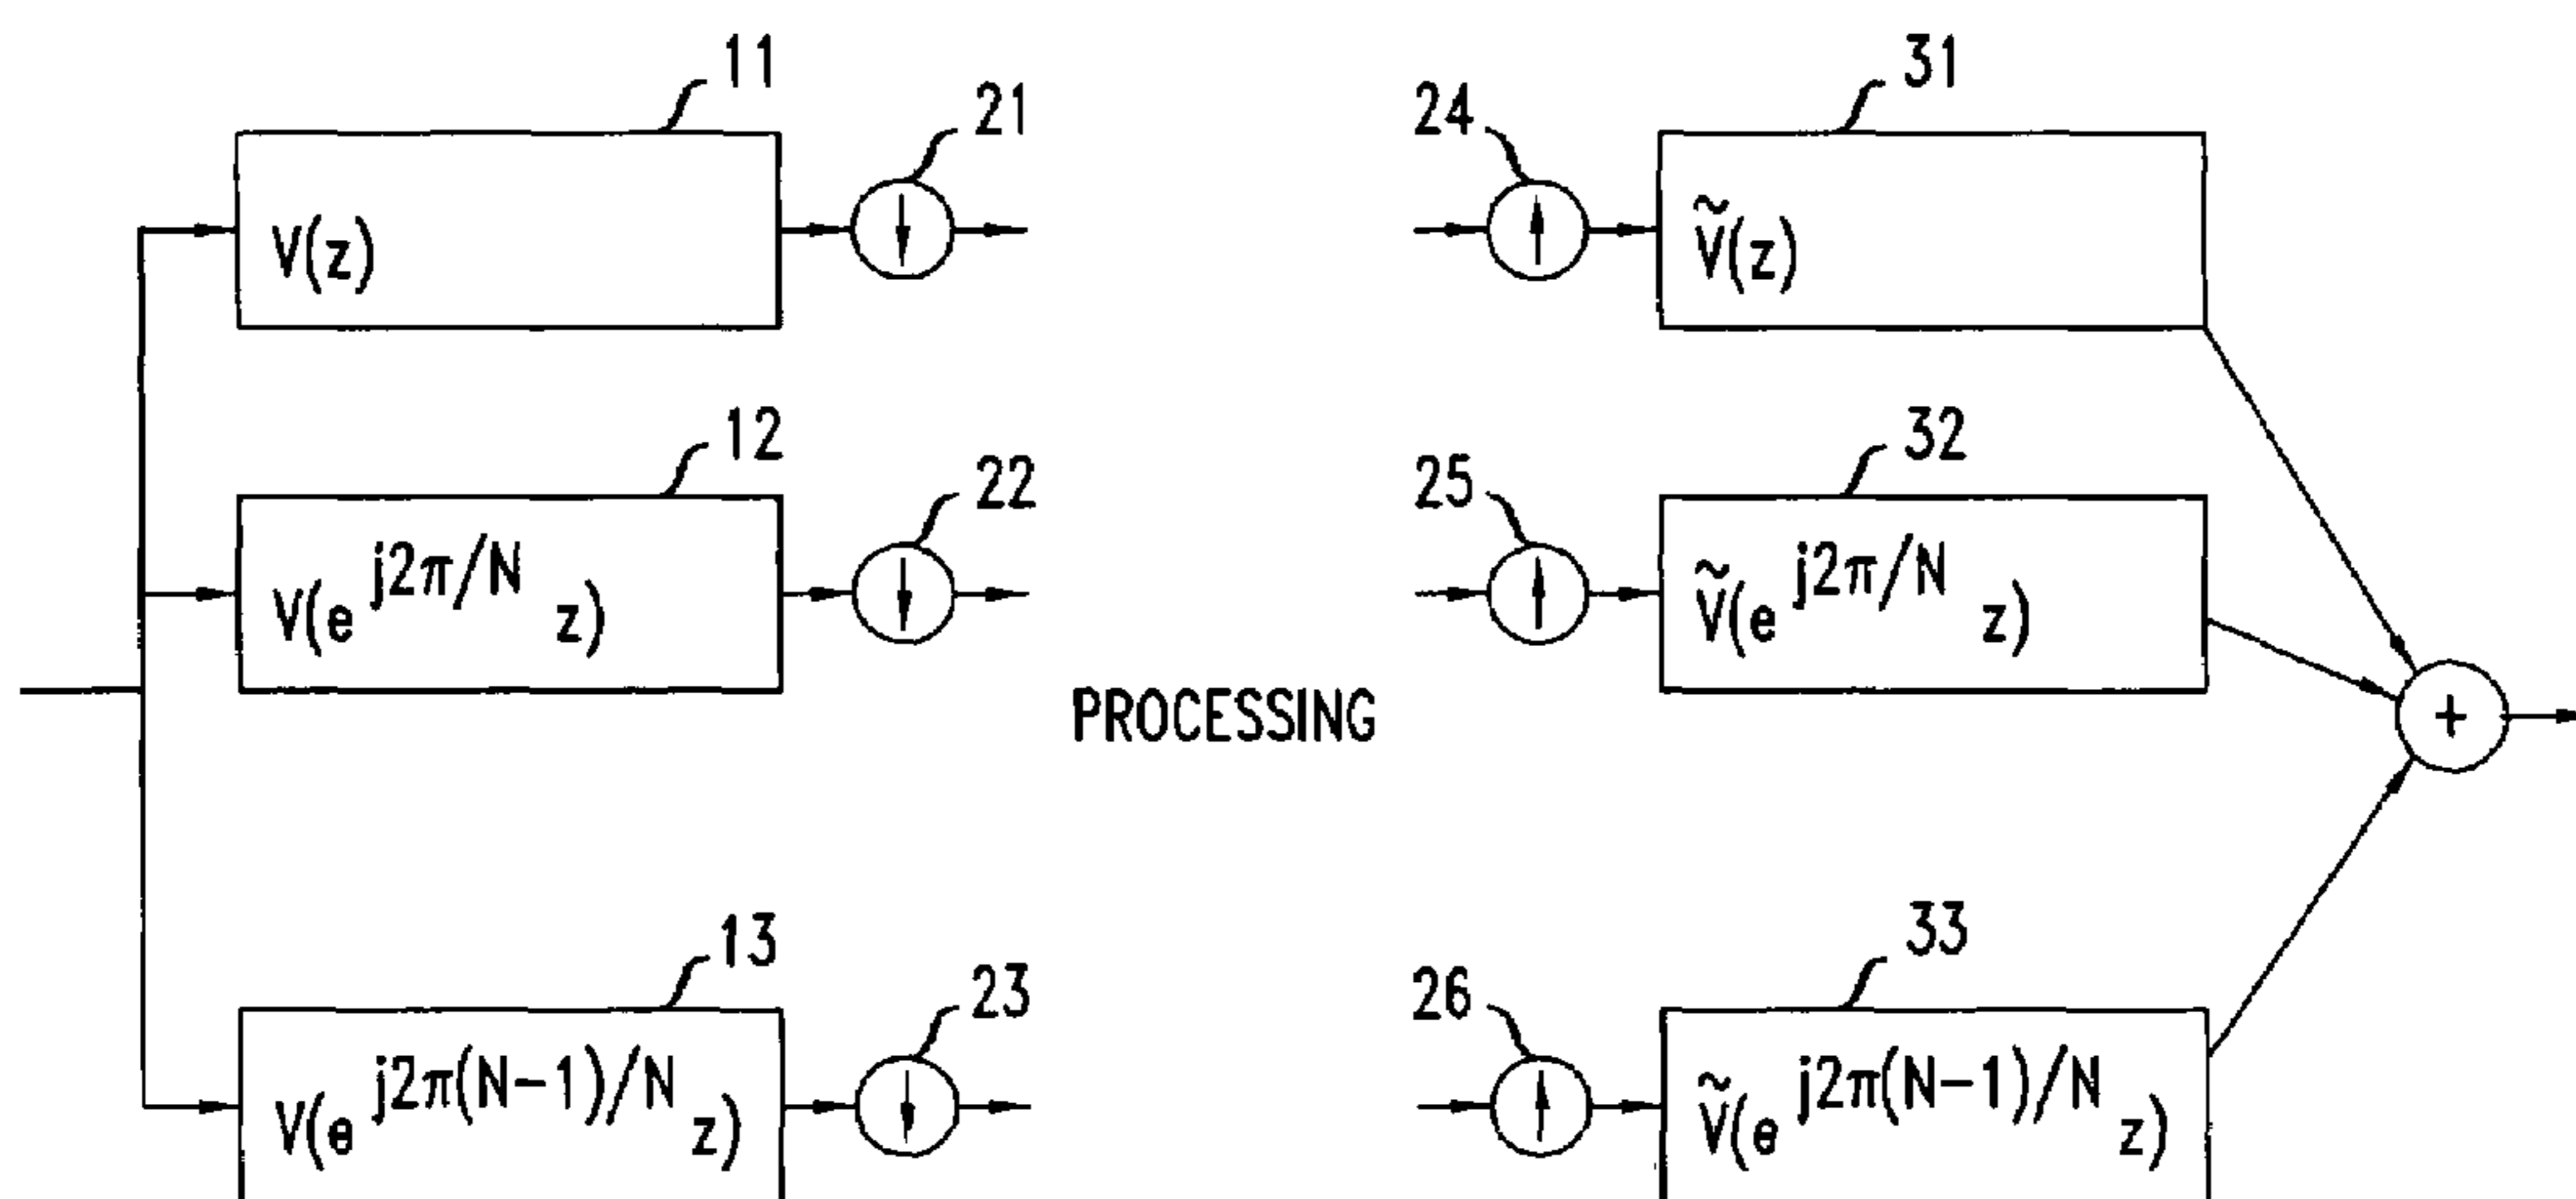 11
21
24
31
V(z)
Ṽ(z)
12
22
25
32
V(e^{j2π/N} z)
Ṽ(e^{j2π/N} z)
PROCESSING
+
13
23
26
33
V(e^{j2π(N-1)/N} z)
Ṽ(e^{j2π(N-1)/N} z)